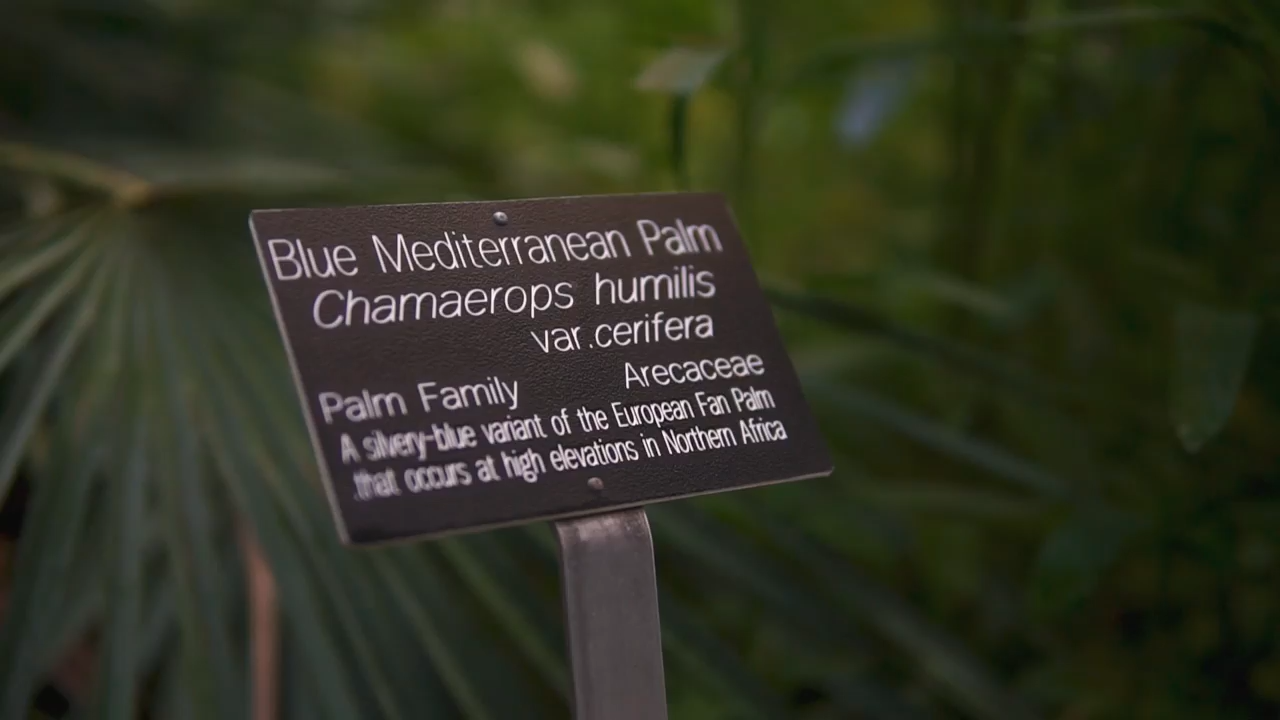 Blue Mediterranean Palm
Chamaerops humilis
var.cerifera
Palm Family Arecaceae
A silvery-blue variant of the European Fan Palm
that occurs at high elevations in Northern Africa